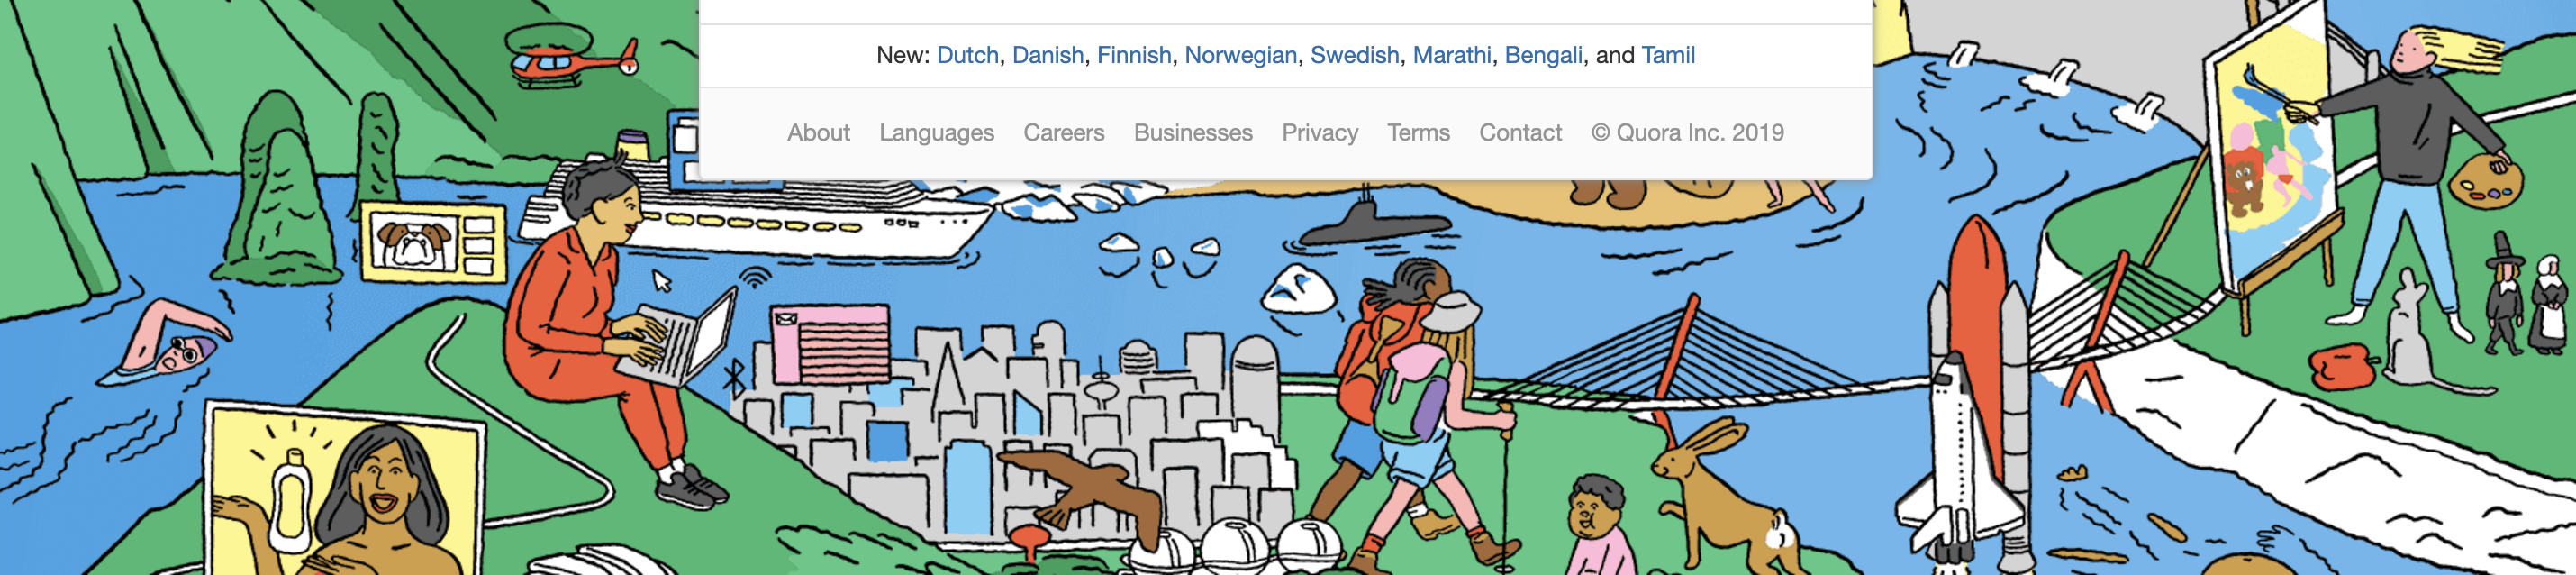 New: Dutch, Danish, Finnish, Norwegian, Swedish, Marathi, Bengali, and Tamil
About Languages Careers Businesses Privacy Terms Contact © Quora Inc. 2019